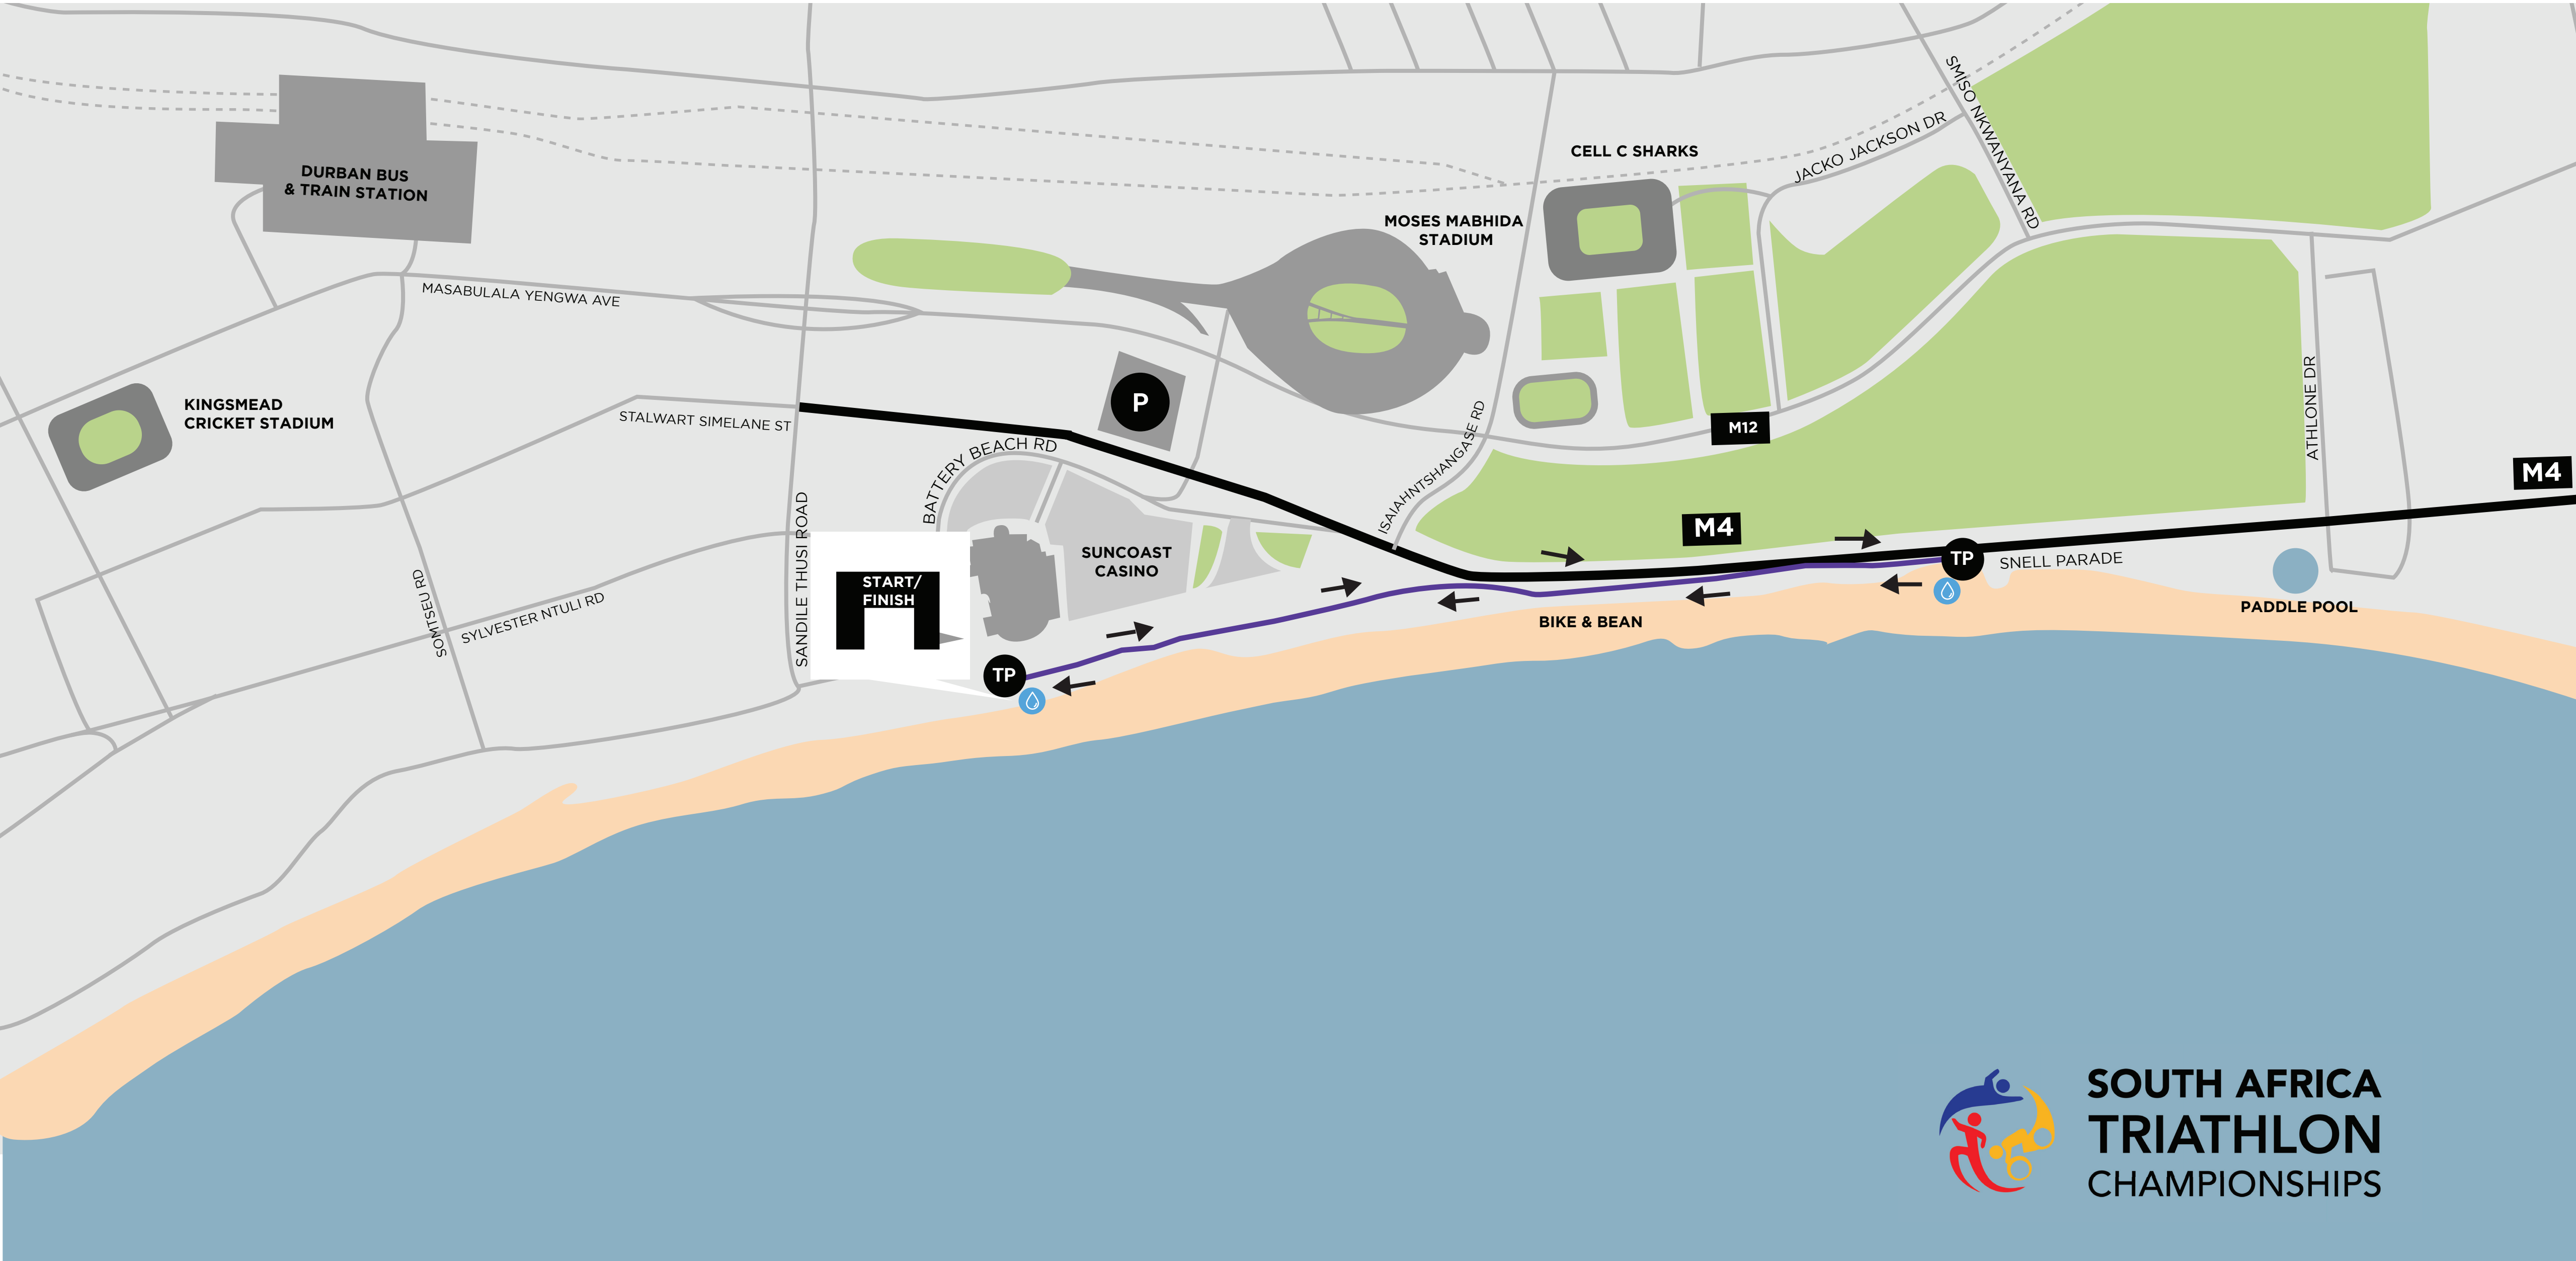 SMISO NKWANYANA RD
JACKO JACKSON DR
CELL C SHARKS
DURBAN BUS
& TRAIN STATION
MOSES MABHIDA
STADIUM
MASABULALA YENGWA AVE
KINGSMEAD
CRICKET STADIUM
STALWART SIMELANE ST
P
BATTERY BEACH RD
ISAIAHNTSHANGASE RD
M12
ATHLONE DR
M4
M4
SUNCOAST
CASINO
START/
FINISH
SANDILE THUSI ROAD
SOMTSEU RD
SYLVESTER NTULI RD
TP
TP
SNELL PARADE
BIKE & BEAN
PADDLE POOL
SOUTH AFRICA
TRIATHLON
CHAMPIONSHIPS